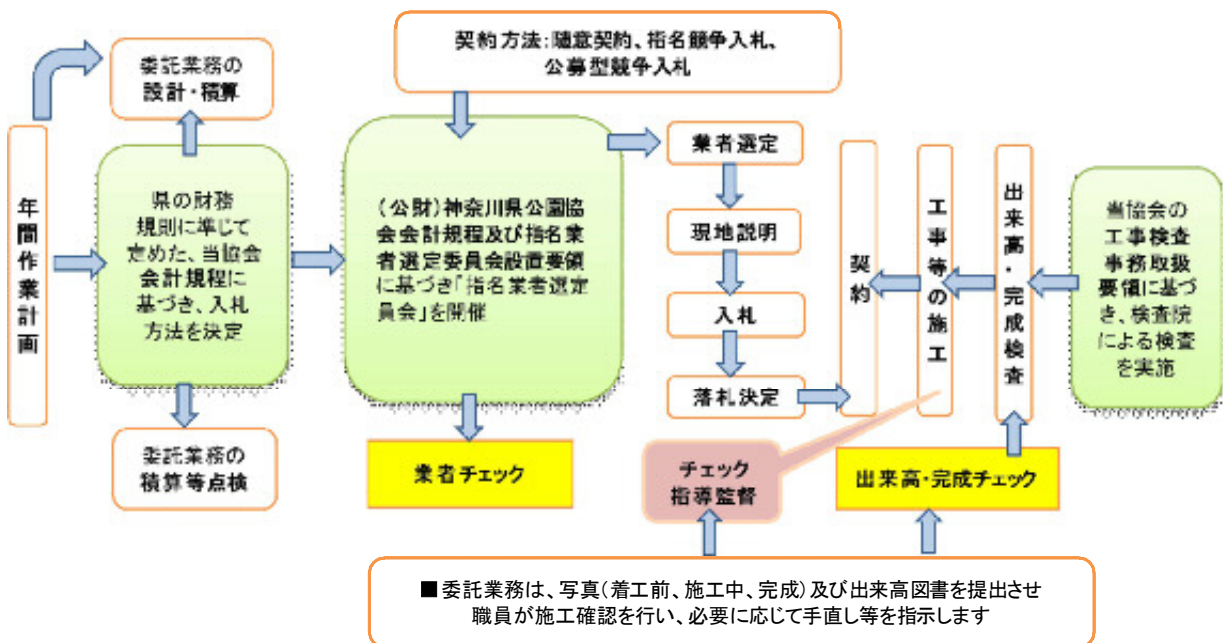 契約方法:随意契約、指名競争入札、
公募型競争入札
委託業務の
設計・積算
年間作業計画
県の財務
規則に準じて
定めた、当協会
会計規程に
基づき、入札
方法を決定
委託業務の
積算等点検
(公財)神奈川県公園協
会会計規程及び指名業
者選定委員会設置要領
に基づき「指名業者選定
員会」を開催
業者チェック
業者選定
現地説明
入札
落札決定
契約
工事等の施工
出来高・完成検査
当協会の
工事検査
事務取扱
要領に基づ
き、検査院
による検査
を実施
チェック
指導監督
出来高・完成チェック
■委託業務は、写真(着工前、施工中、完成)及び出来高図書を提出させ
職員が施工確認を行い、必要に応じて手直し等を指示します